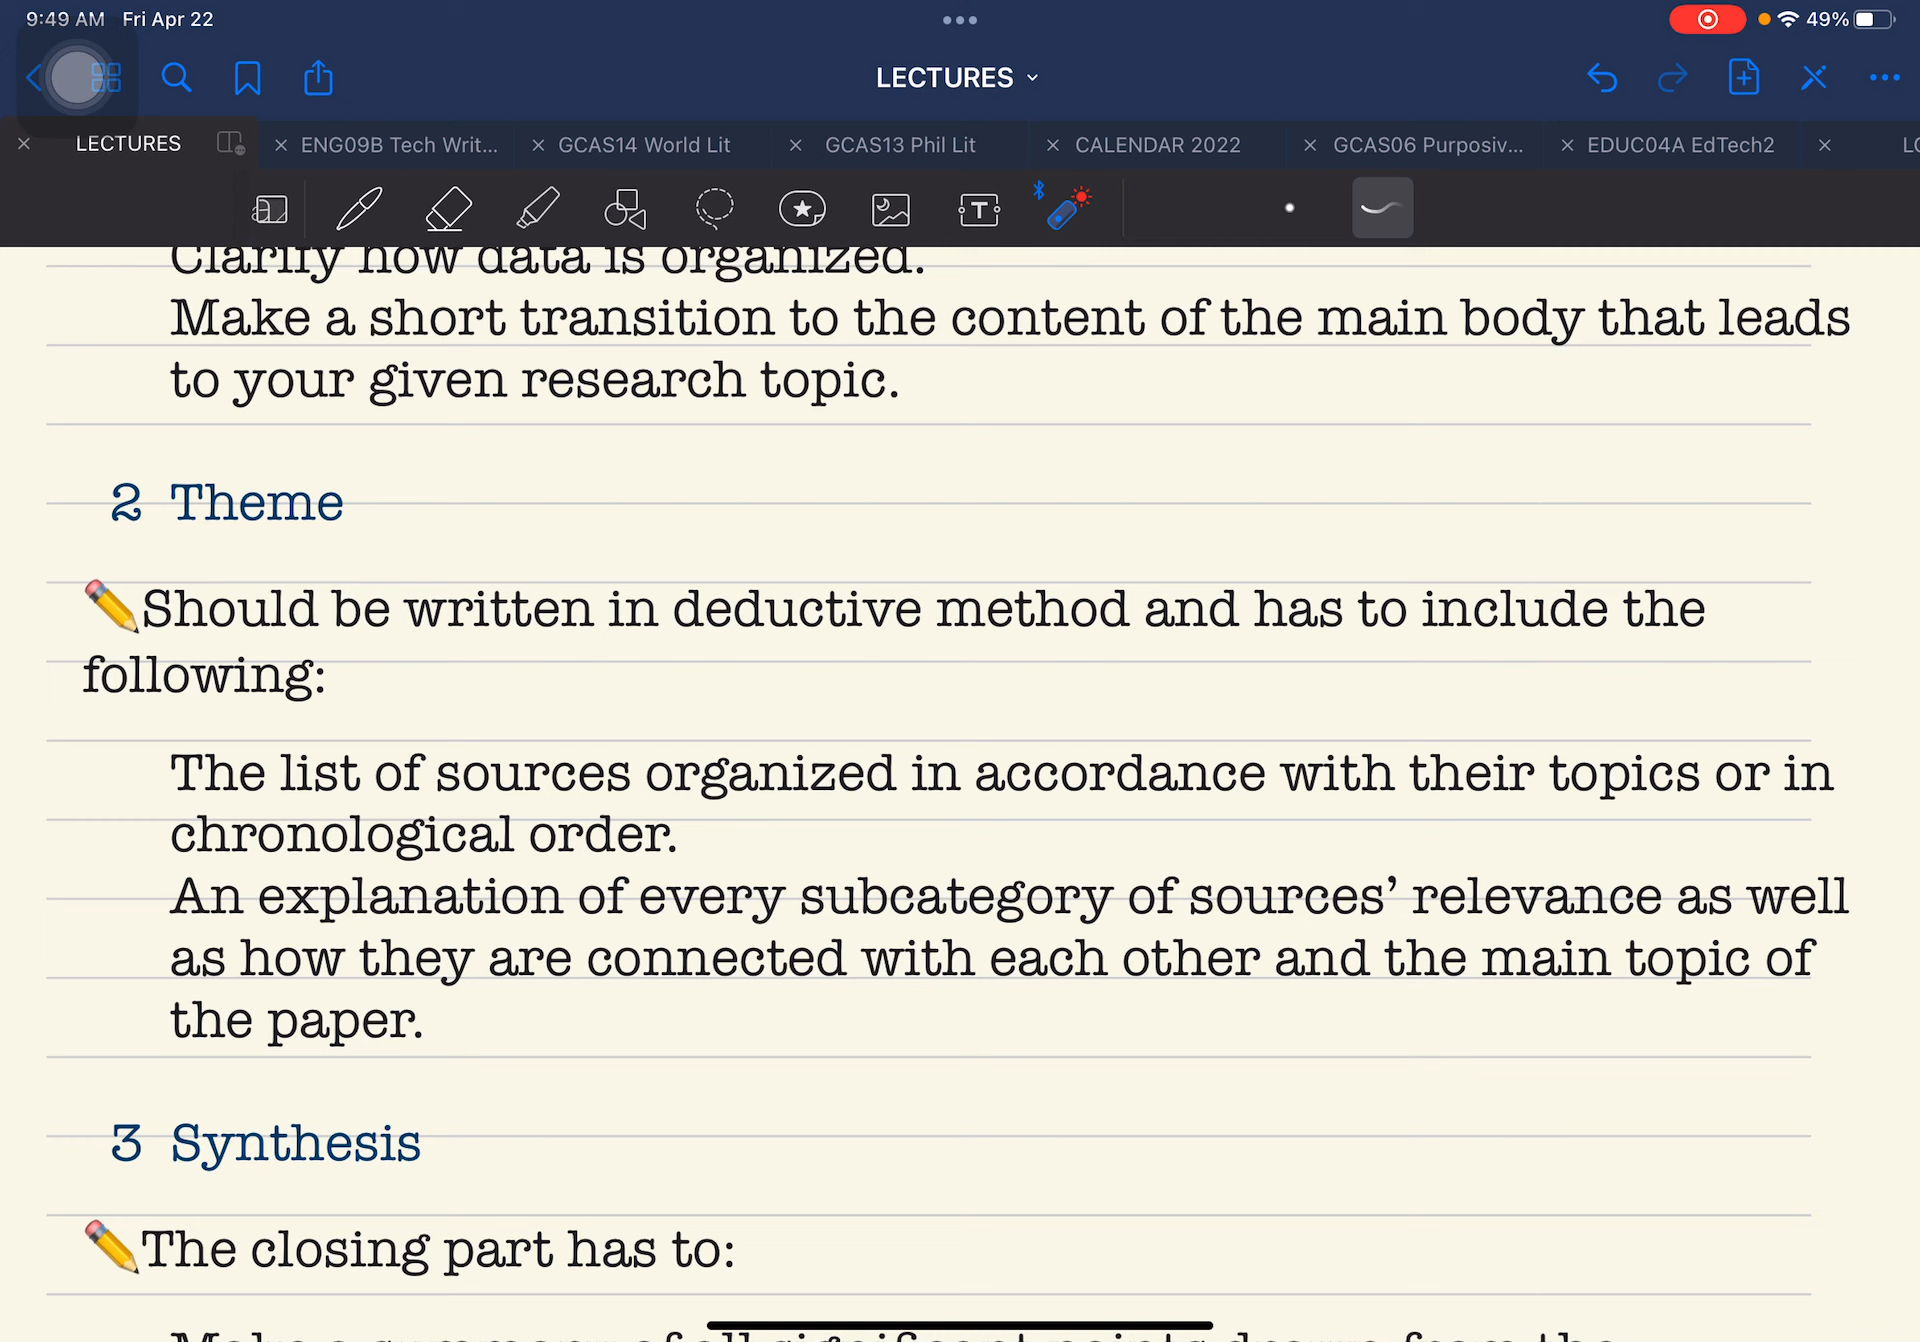 9:49 AM Fri Apr 22
49%
LECTURES
LECTURES
ENG09B Tech Writ...
GCAS14 World Lit
GCAS13 Phil Lit
CALENDAR 2022
GCAS06 Purposiv...
EDUC04A EdTech2
Clarify how data is organized.
Make a short transition to the content of the main body that leads
to your given research topic.
2 Theme
Should be written in deductive method and has to include the
following:
The list of sources organized in accordance with their topics or in
chronological order.
An explanation of every subcategory of sources’ relevance as well
as how they are connected with each other and the main topic of
the paper.
3 Synthesis
The closing part has to: